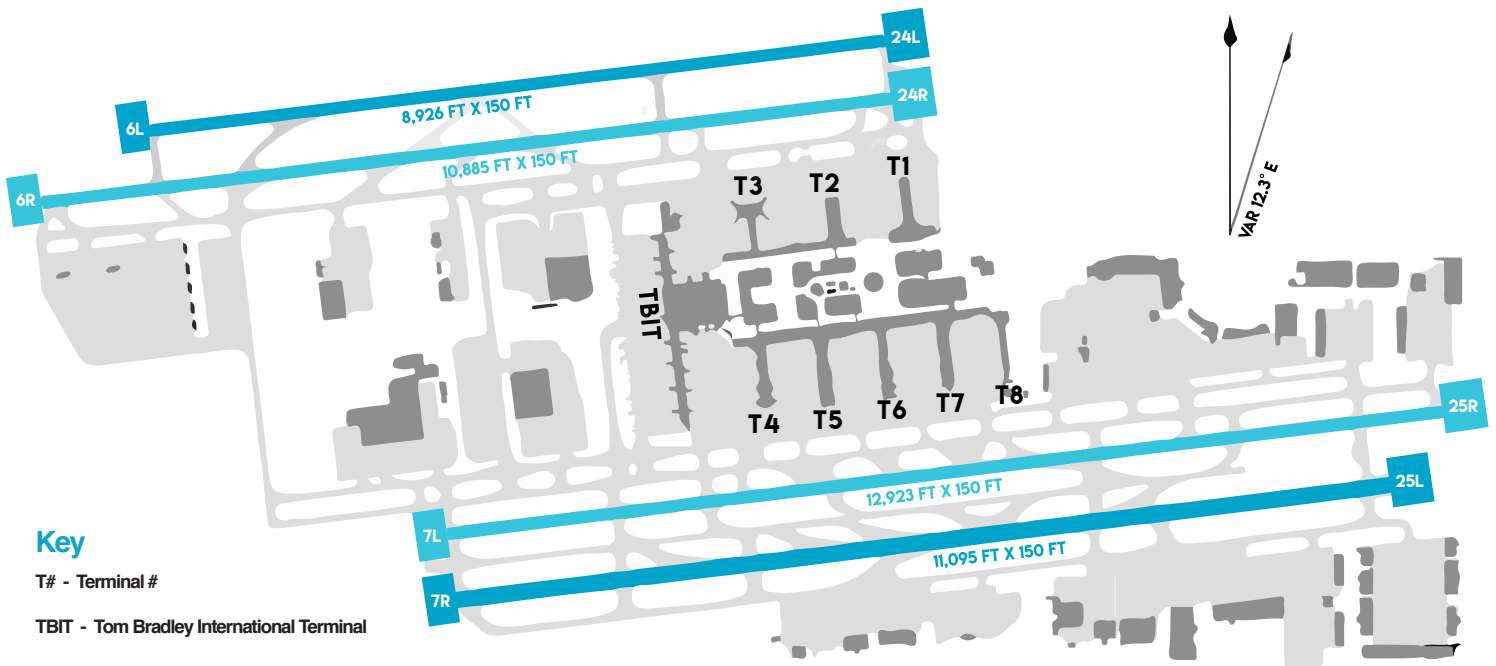 24L
6L
8,926 FT X 150 FT
24R
10,885 FT X 150 FT
6R
T3
T2
T1
VAR 12.3° E
TBIT
T4
T5
T6
T7
T8
25R
12,923 FT X 150 FT
25L
7L
11,095 FT X 150 FT
7R
Key
T# - Terminal #
TBIT - Tom Bradley International Terminal